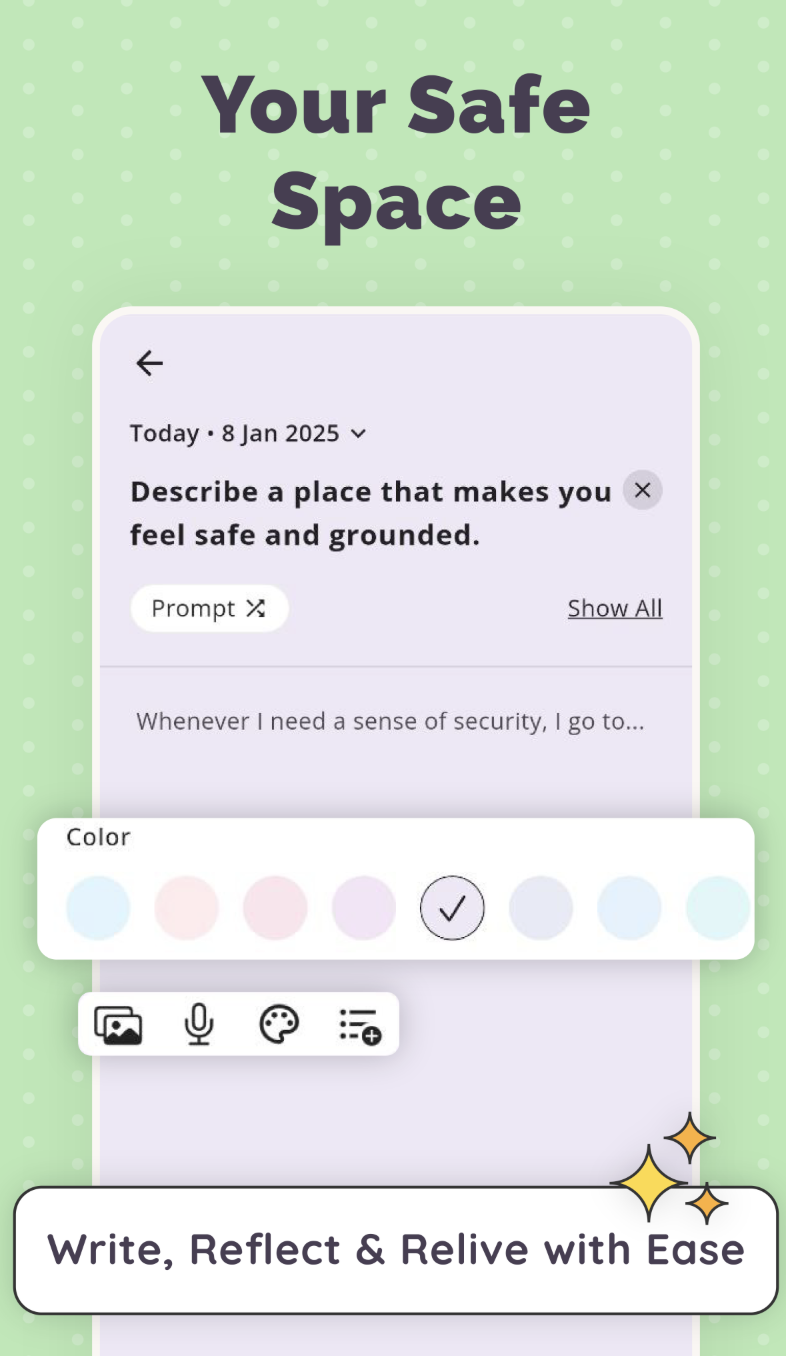 Your Safe
Space
Today • 8 Jan 2025
Describe a place that makes you
feel safe and grounded.
Prompt
Show All
Whenever I need a sense of security, I go to...
Color
Write, Reflect & Relive with Ease